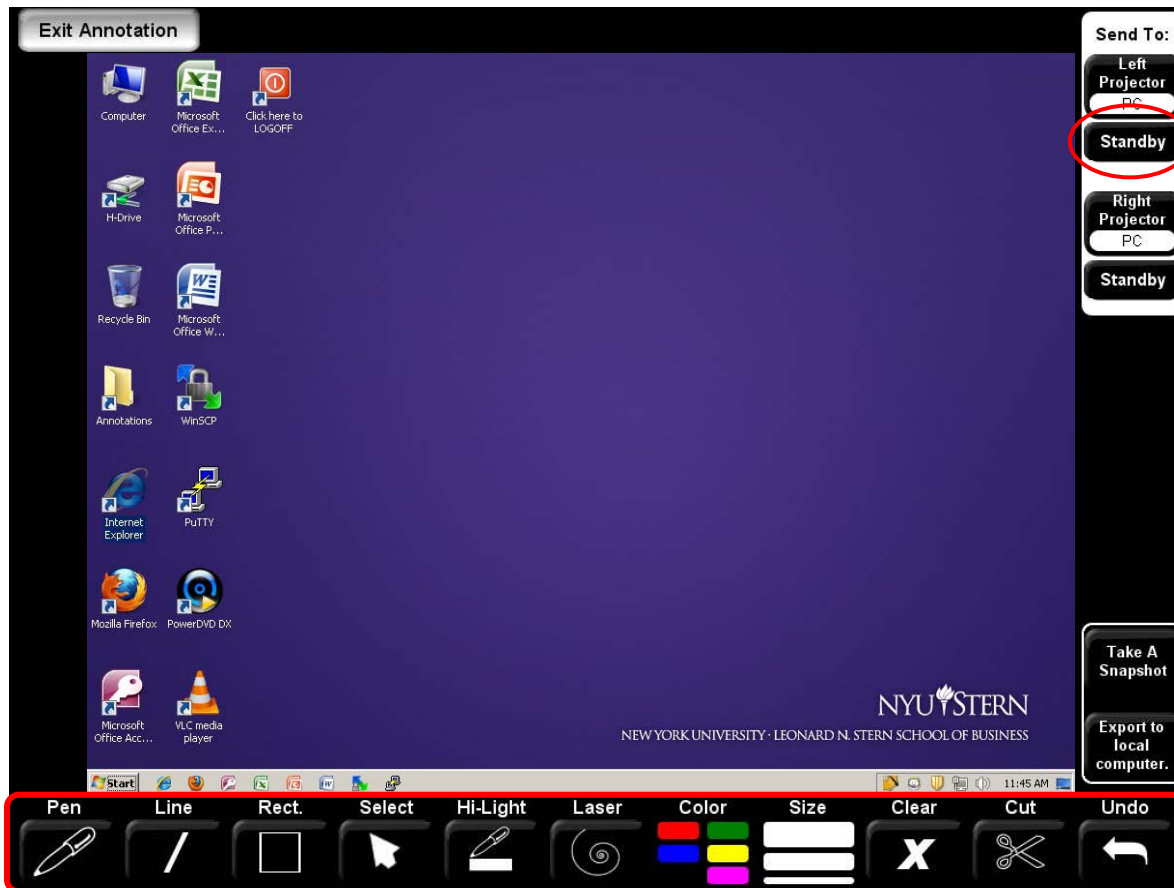 Exit Annotation
Send To:
Left
Projector
PC
Standby
Right
Projector
PC
Standby
Computer
Microsoft
Office Ex...
Click here to
LOGOFF
H-Drive
Microsoft
Office P...
Recycle Bin
Microsoft
Office W...
Annotations
WinSCP
Internet
Explorer
PuTTY
Mozilla Firefox
PowerDVD DX
Microsoft
Office Acc...
VLC media
player
NYU STERN
NEW YORK UNIVERSITY · LEONARD N. STERN SCHOOL OF BUSINESS
Take A
Snapshot
Export to
local
computer.
Start
11:45 AM
Pen Line Rect. Select Hi-Light Laser Color Size Clear Cut Undo